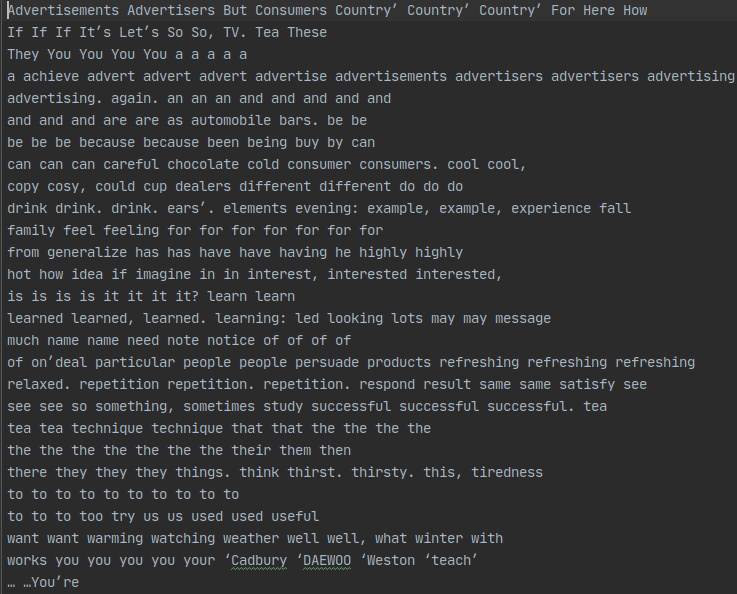 Advertisements Advertisers But Consumers Country’ Country’ Country’ For Here How
If If If It’s Let’s So So, TV. Tea These
They You You You You a a a a a
a achieve advert advert advert advertise advertisements advertisers advertisers advertising
advertising. again. an an an and and and and and
and and and are are as automobile bars. be be
be be be because because been being buy by can
can can can careful chocolate cold consumer consumers. cool cool,
copy cosy, could cup dealers different different do do do
drink drink. drink. ears’. elements evening: example, example, experience fall
family feel feeling for for for for for for for
from generalize has has have have having he highly highly
hot how idea if imagine in in interest, interested interested,
is is is is it it it it? learn learn
learned learned, learned. learning: led looking lots may may message
much name name need note notice of of of of
of on’deal particular people people persuade products refreshing refreshing refreshing
relaxed. repetition repetition. repetition. respond result same same satisfy see
see see so something, sometimes study successful successful successful. tea
tea tea technique technique that that the the the the
the the the the the the the their them then
there they they they things. think thirst. thirsty. this, tiredness
to to to to to to to to to to
to to to too try us us used used useful
want want warming watching weather well well, what winter with
works you you you you your ‘Cadbury ‘DAEWOO ‘Weston ‘teach’
… …You’re